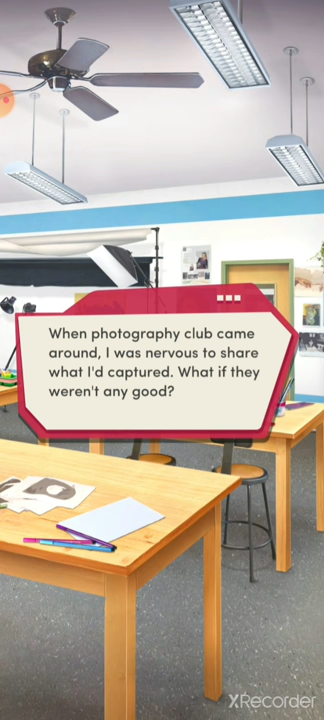 When photography club came
around, I was nervous to share
what I'd captured. What if they
weren't any good?
XRecorder